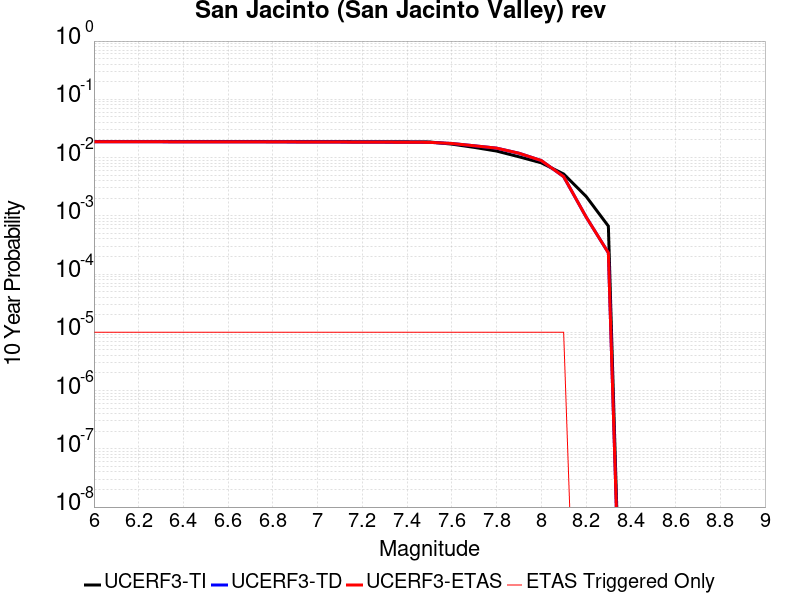 San Jacinto (San Jacinto Valley) rev
10 0
10 -1
10 -2
10 -3
10 -4
10 -5
10 -6
10 -7
10 -8
10 Year Probability
6 6.2 6.4 6.6 6.8 7 7.2 7.4 7.6 7.8 8 8.2 8.4 8.6 8.8 9
Magnitude
UCERF3-TI UCERF3-TD UCERF3-ETAS ETAS Triggered Only